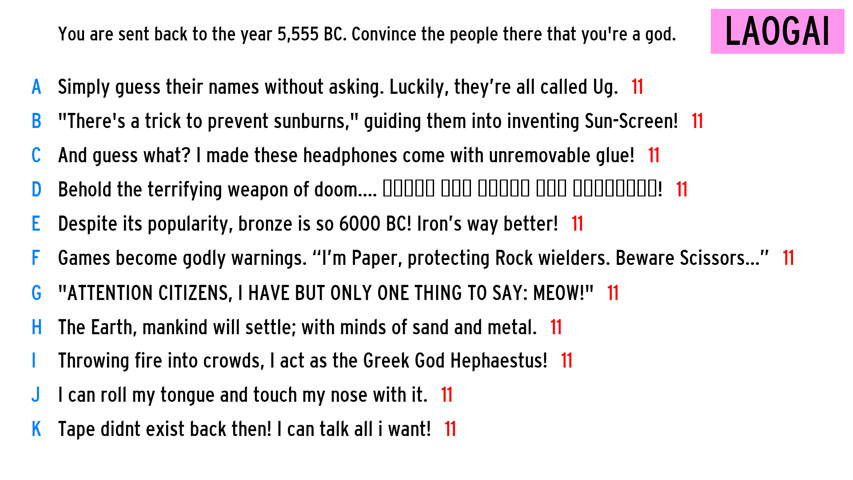 You are sent back to the year 5,555 BC. Convince the people there that you're a god.
LAOGAI
A Simply guess their names without asking. Luckily, they’re all called Ug. 11
B "There's a trick to prevent sunburns," guiding them into inventing Sun-Screen! 11
C And guess what? I made these headphones come with unremovable glue! 11
D Behold the terrifying weapon of doom.... ▯▯▯▯▯ ▯▯▯ ▯▯▯▯▯ ▯▯▯ ▯▯▯▯▯▯▯▯! 11
E Despite its popularity, bronze is so 6000 BC! Iron’s way better! 11
F Games become godly warnings. “I’m Paper, protecting Rock wielders. Beware Scissors...” 11
G "ATTENTION CITIZENS, I HAVE BUT ONLY ONE THING TO SAY: MEOW!" 11
H The Earth, mankind will settle; with minds of sand and metal. 11
I Throwing fire into crowds, I act as the Greek God Hephaestus! 11
J I can roll my tongue and touch my nose with it. 11
K Tape didnt exist back then! I can talk all i want! 11